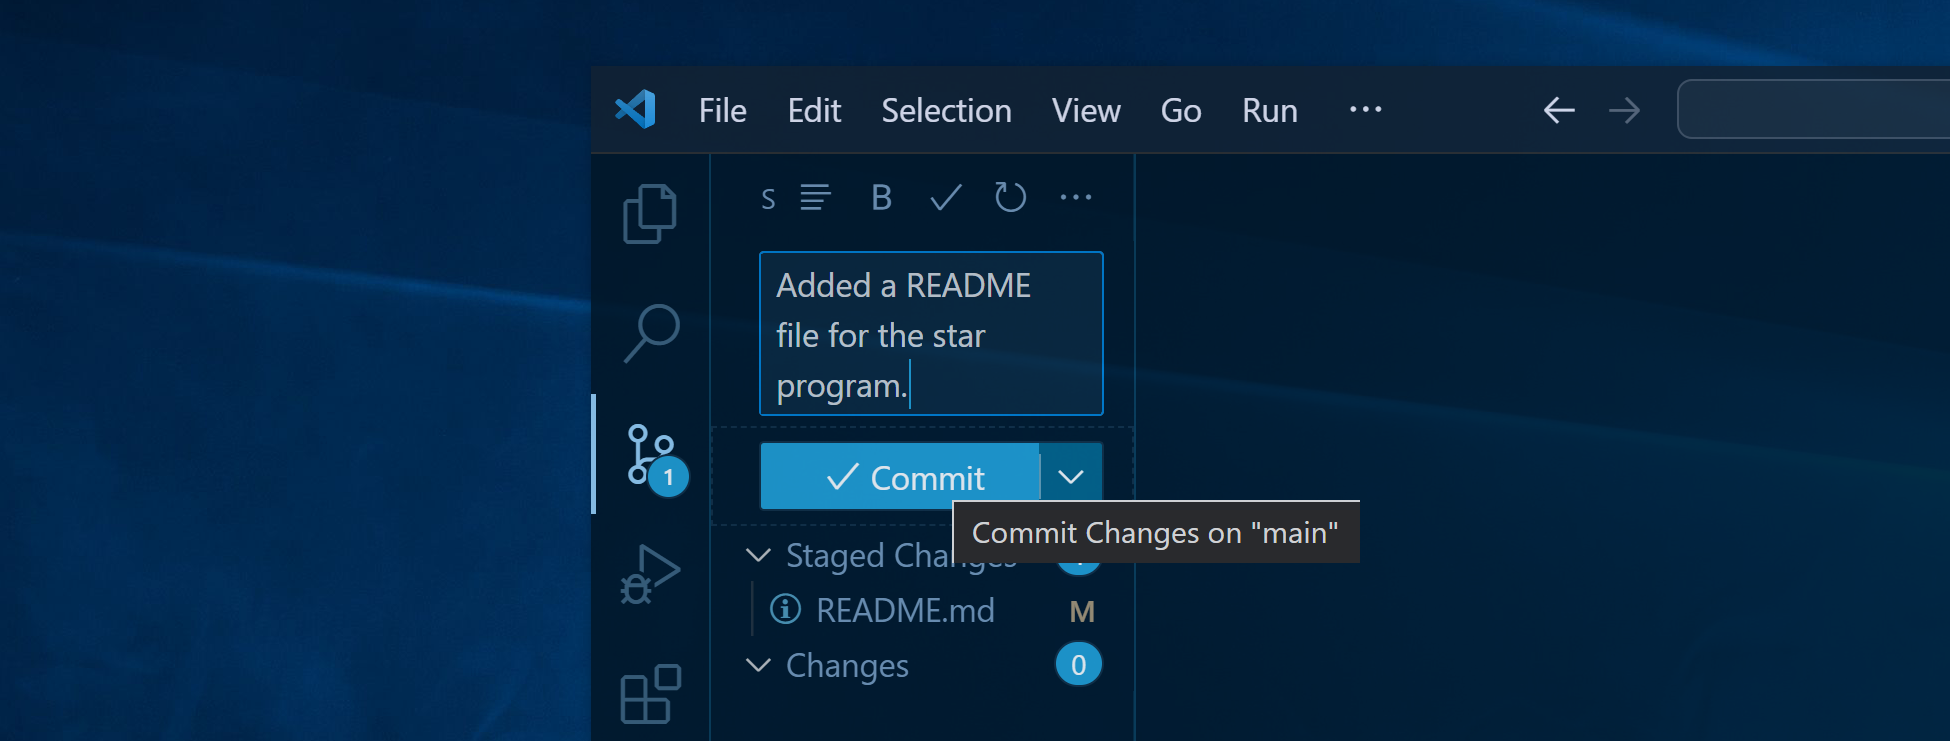 File Edit Selection View Go Run ...
S B
Added a README
file for the star
program.
1
Commit
Commit Changes on "main"
Staged Changes
README.md M
Changes 0